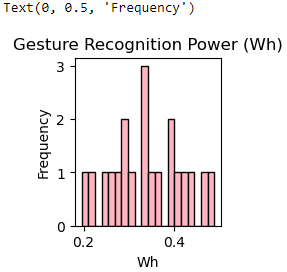 Text(0, 0.5, 'Frequency')
Gesture Recognition Power (Wh)
3
2
1
0
Frequency
0.2 0.4
Wh